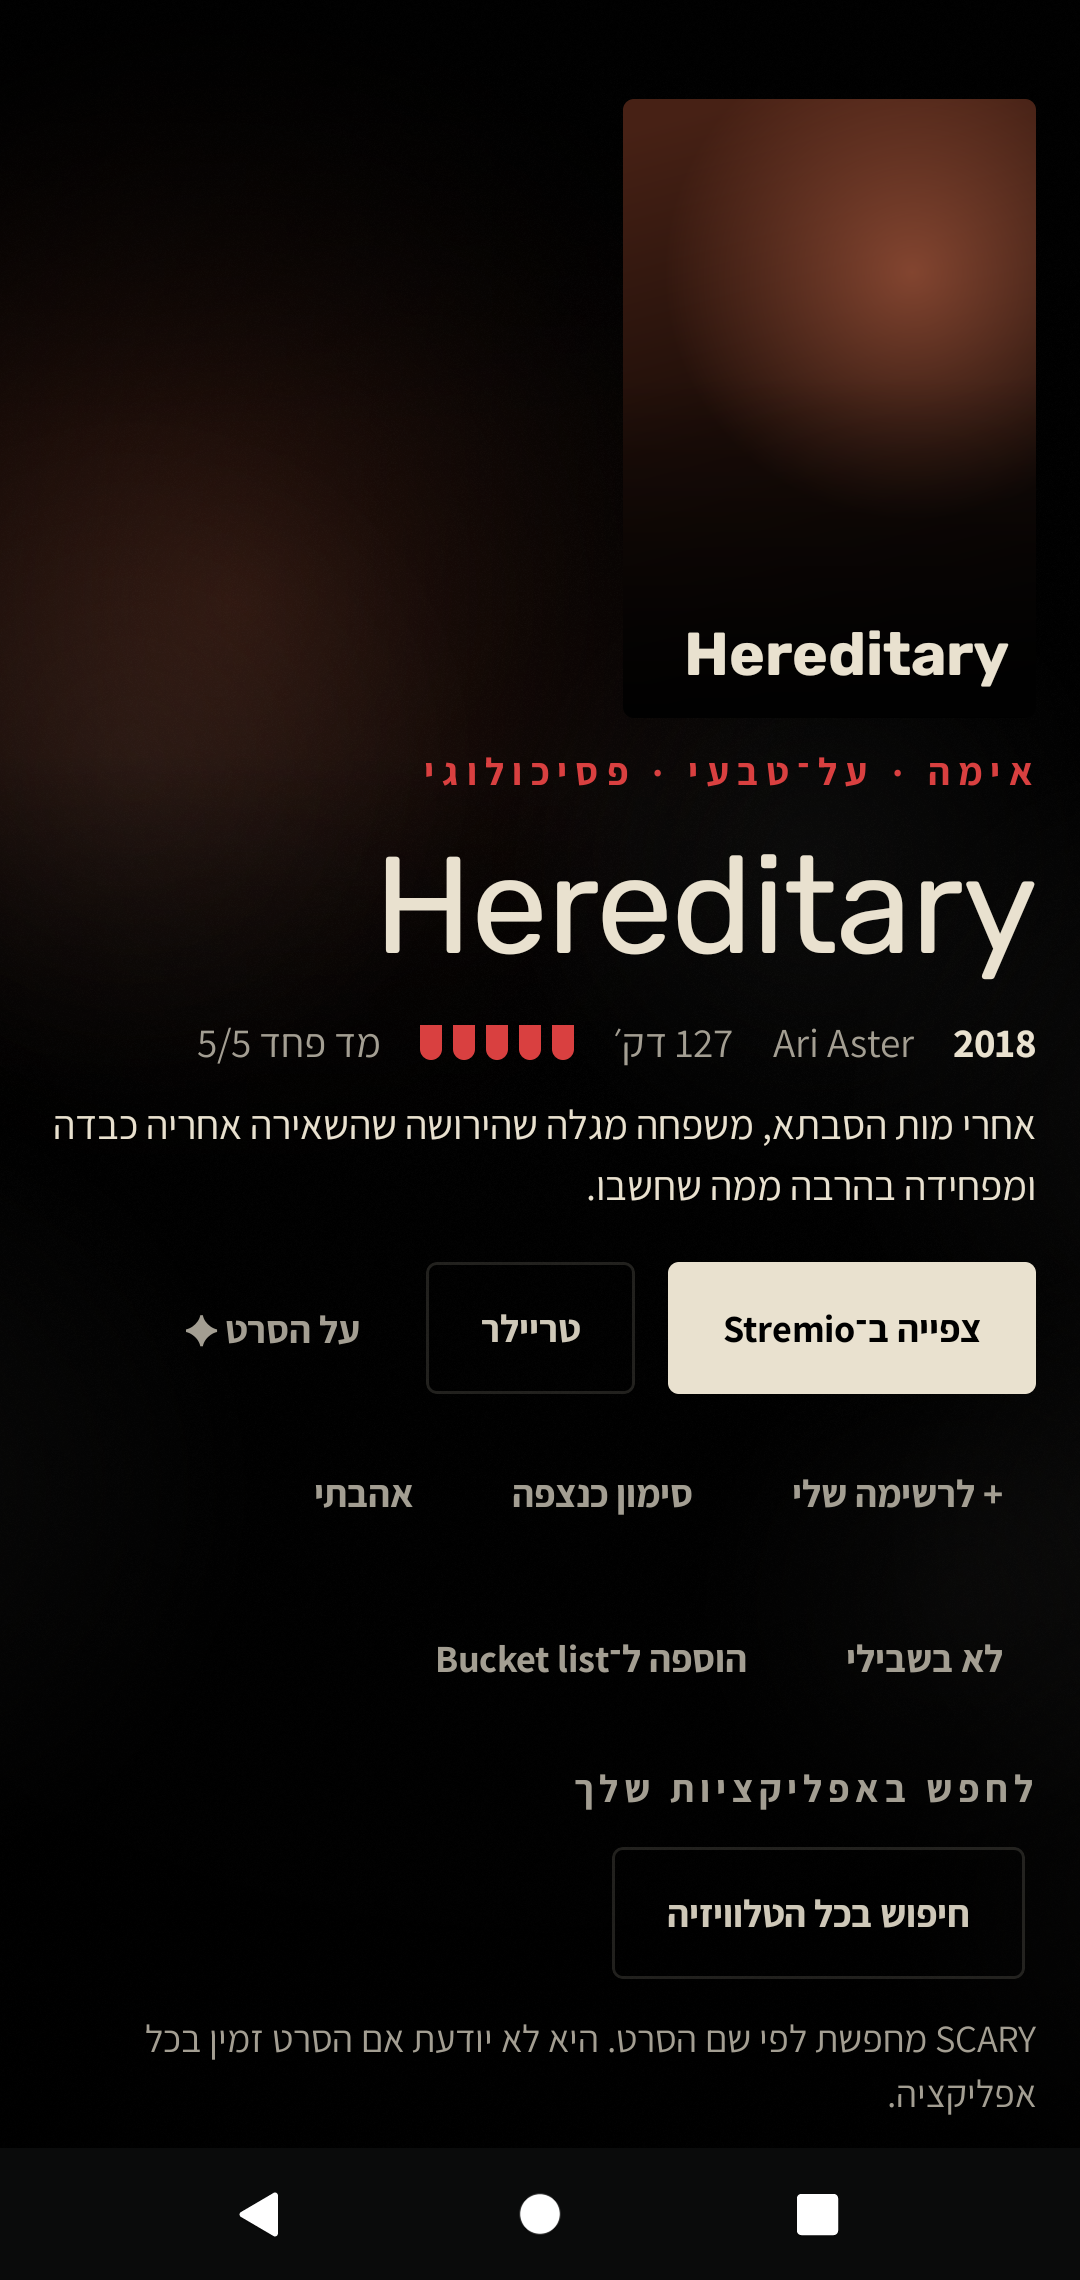 Hereditary
אימה · על־טבעי · פסיכולוגי
Hereditary
2018 Ari Aster 127 דק׳ מד פחד 5/5
אחרי מות הסבתא, משפחה מגלה שהירושה שהשאירה אחריה כבדה
ומפחידה בהרבה ממה שחשבו.
צפייה ב־Stremio טריילר על הסרט ✦
+ לרשימה שלי סימון כנצפה אהבתי
לא בשבילי הוספה ל־Bucket list
לחפש באפליקציות שלך
חיפוש בכל הטלוויזיה
SCARY מחפשת לפי שם הסרט. היא לא יודעת אם הסרט זמין בכל
אפליקציה.